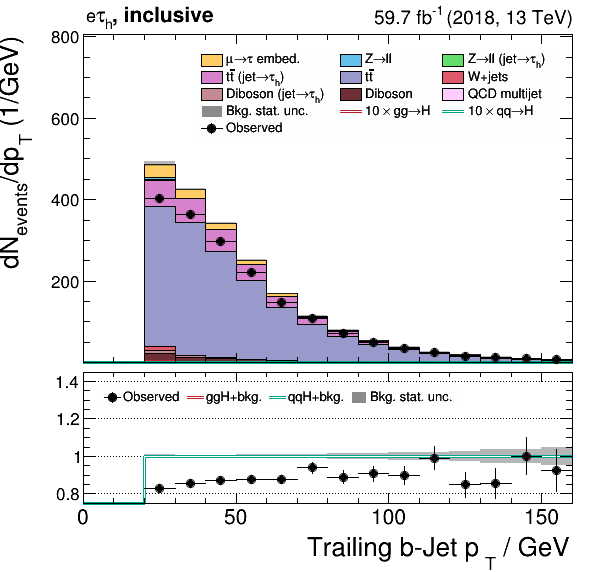 eτh, inclusive
59.7 fb-1 (2018, 13 TeV)
dNevents/dpT (1/GeV)
800
600
400
200
μ→τ embed.
Z→ll
Z→ll (jet→τh)
tt̄ (jet→τh)
tt̄
W+jets
Diboson (jet→τh)
Diboson
QCD multijet
Bkg. stat. unc.
10 × gg→H
10 × qq→H
Observed
1.4
1.2
1
0.8
Observed
ggH+bkg.
qqH+bkg.
Bkg. stat. unc.
0
50
100
150
Trailing b-Jet pT / GeV